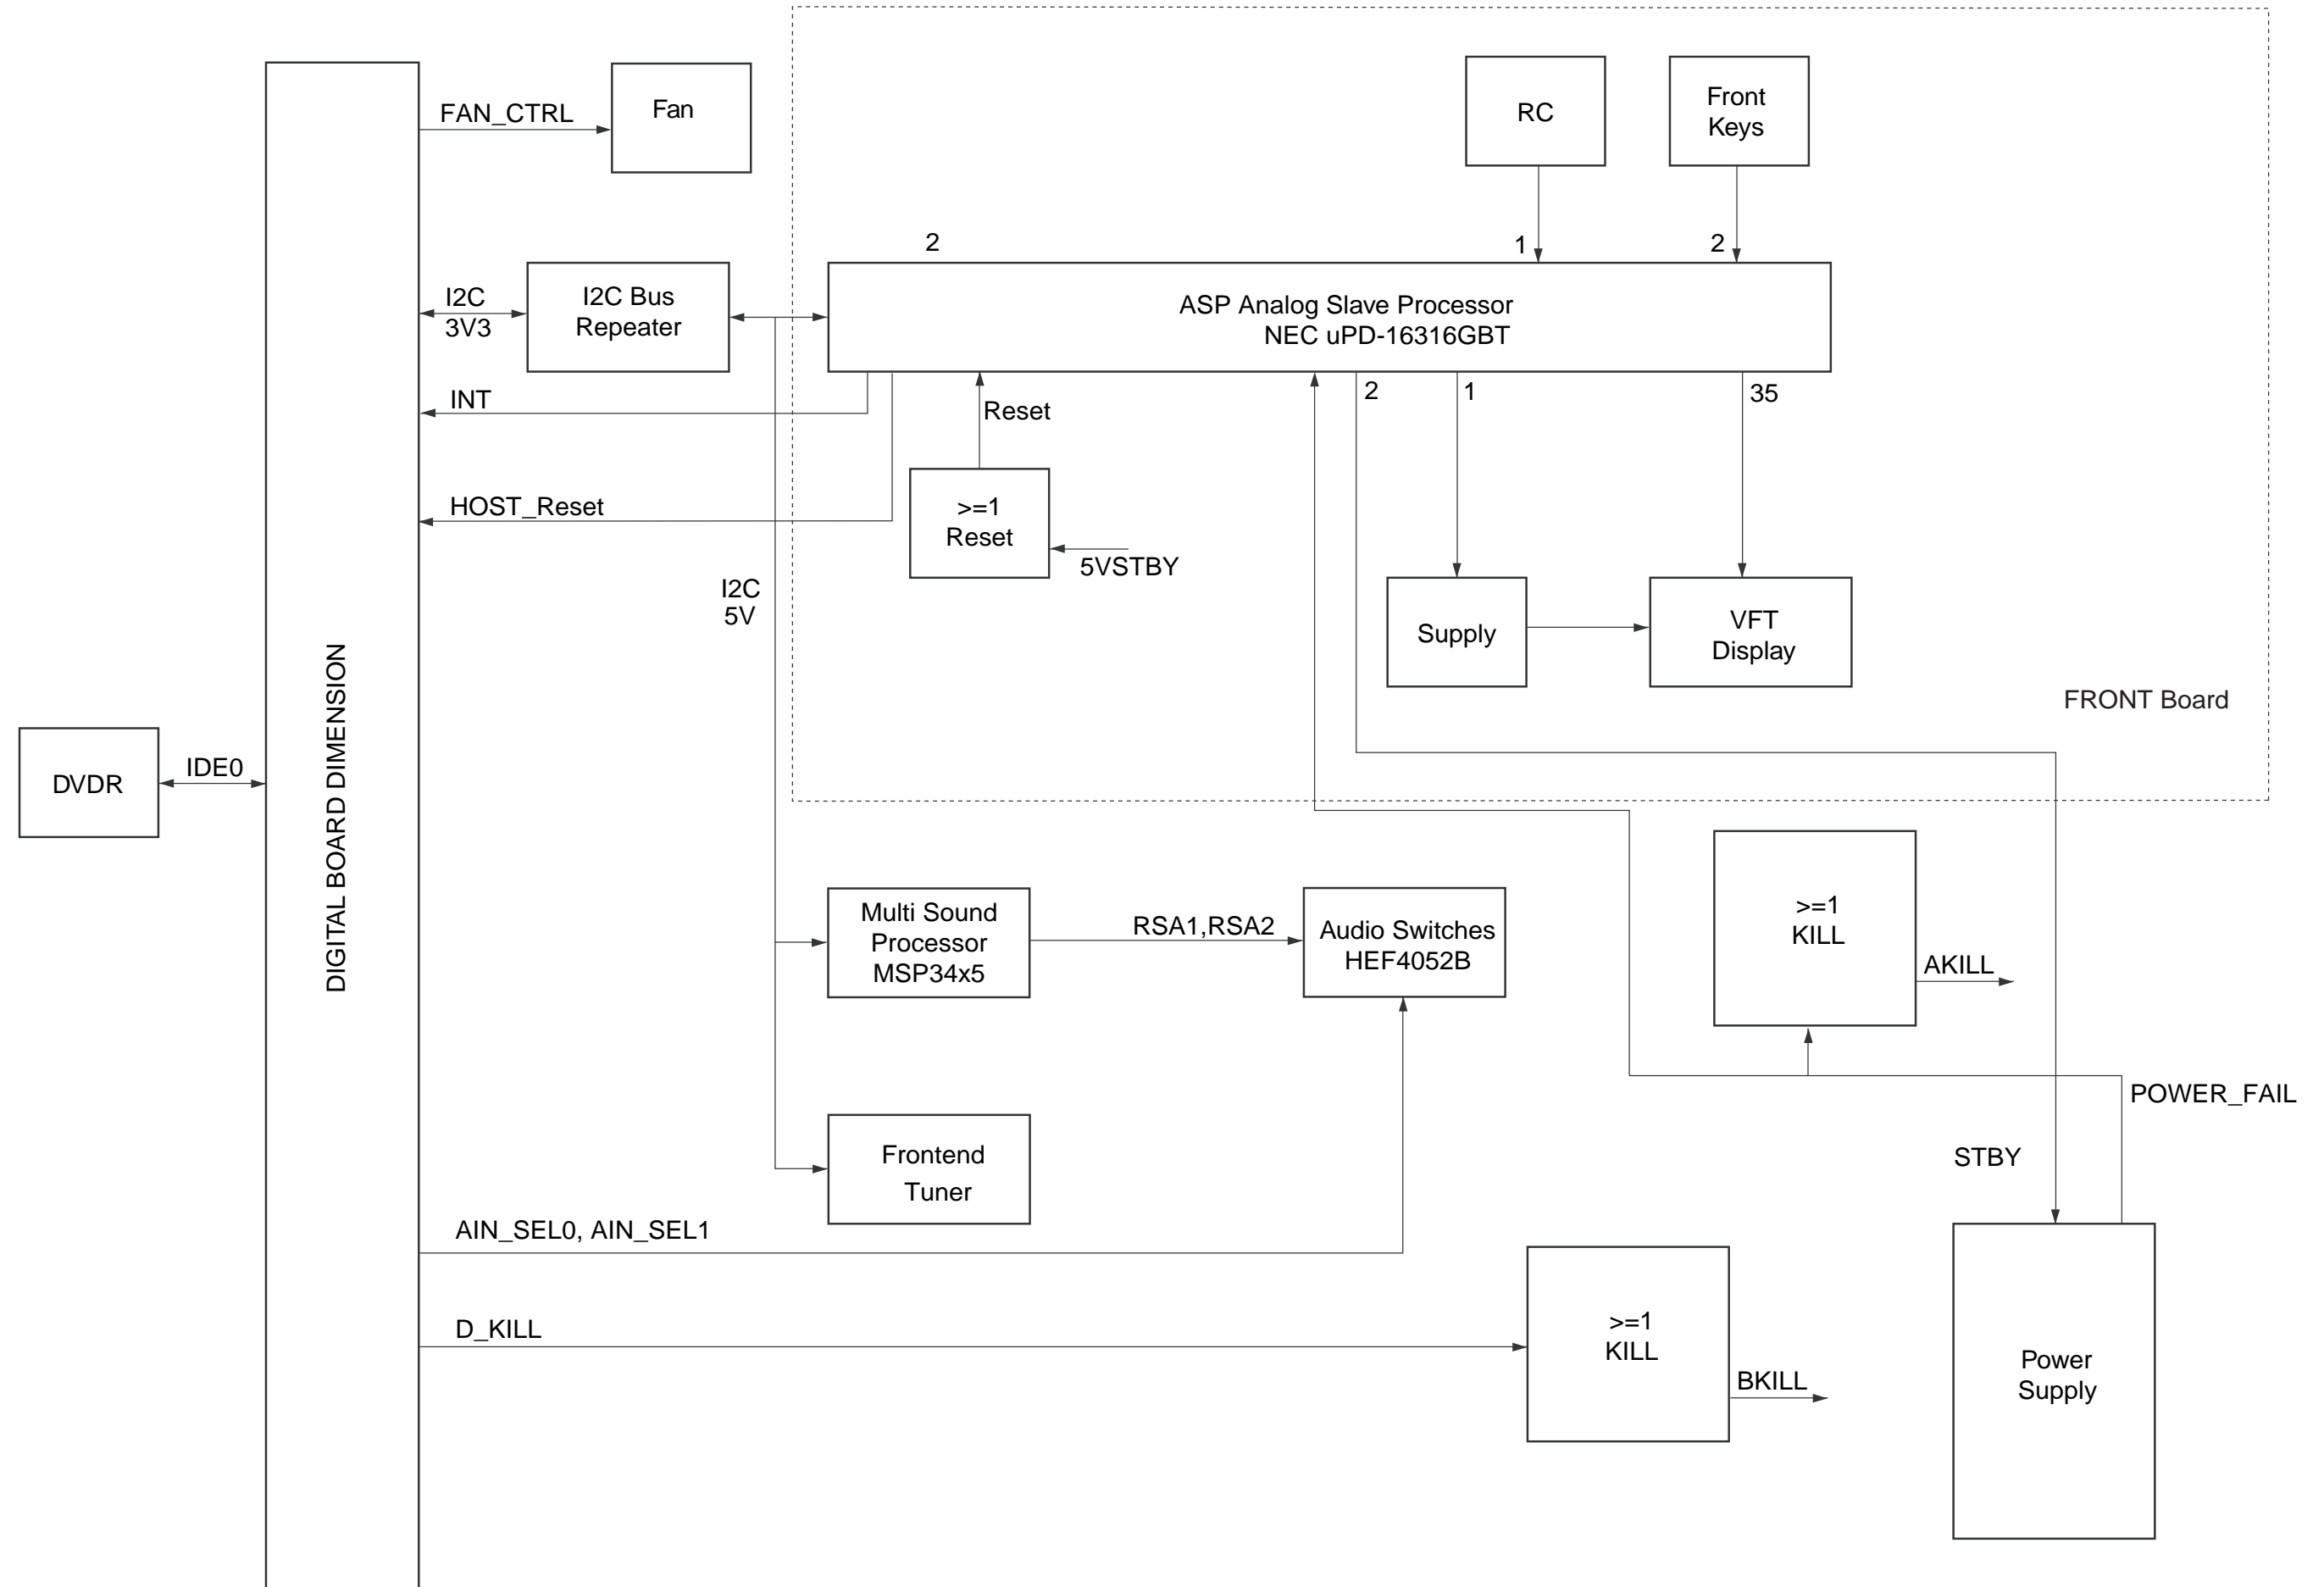 FAN_CTRL
Fan
RC
Front
Keys
2
1
2
I2C
3V3
I2C Bus
Repeater
ASP Analog Slave Processor
NEC uPD-16316GBT
INT
Reset
2
1
35
HOST_Reset
>=1
Reset
5VSTBY
I2C
5V
Supply
VFT
Display
FRONT Board
DIGITAL BOARD DIMENSION
DVDR
IDE0
Multi Sound
Processor
MSP34x5
RSA1,RSA2
Audio Switches
HEF4052B
>=1
KILL
AKILL
POWER_FAIL
STBY
Frontend
Tuner
AIN_SEL0, AIN_SEL1
D_KILL
>=1
KILL
BKILL
Power
Supply